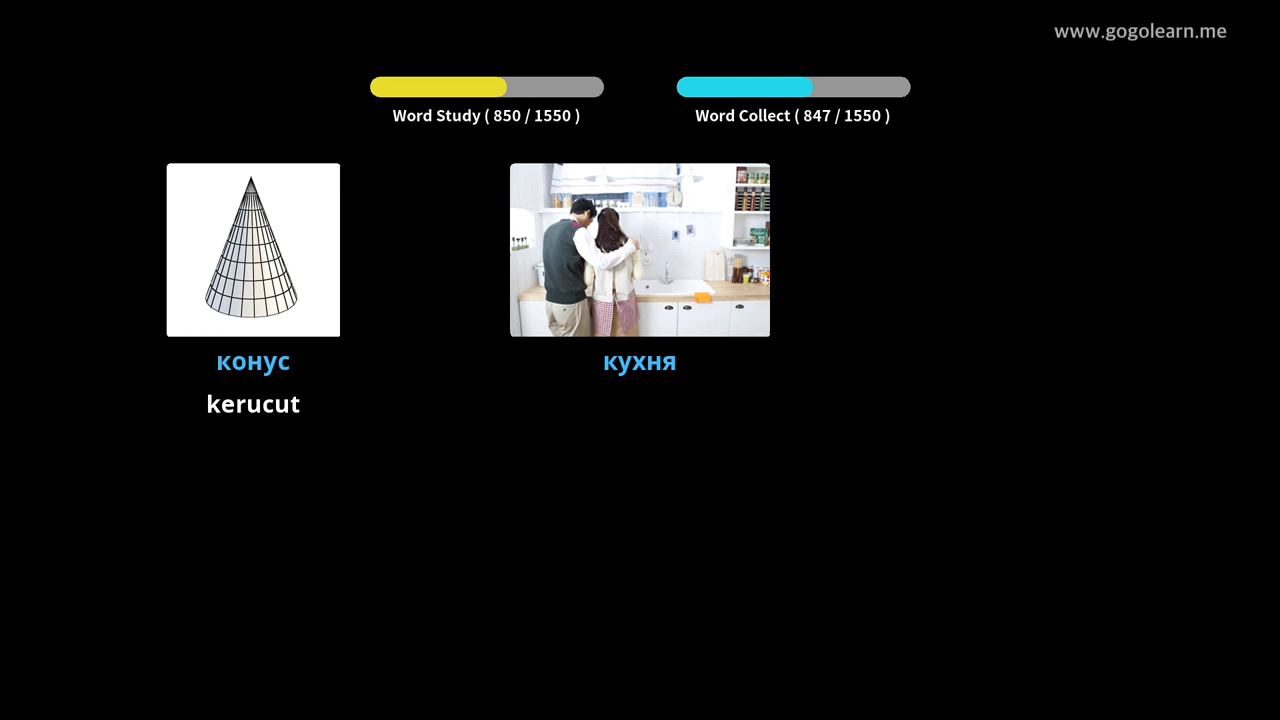 www.gogolearn.me
Word Study ( 850 / 1550 )
Word Collect ( 847 / 1550 )
конус
kerucut
кухня